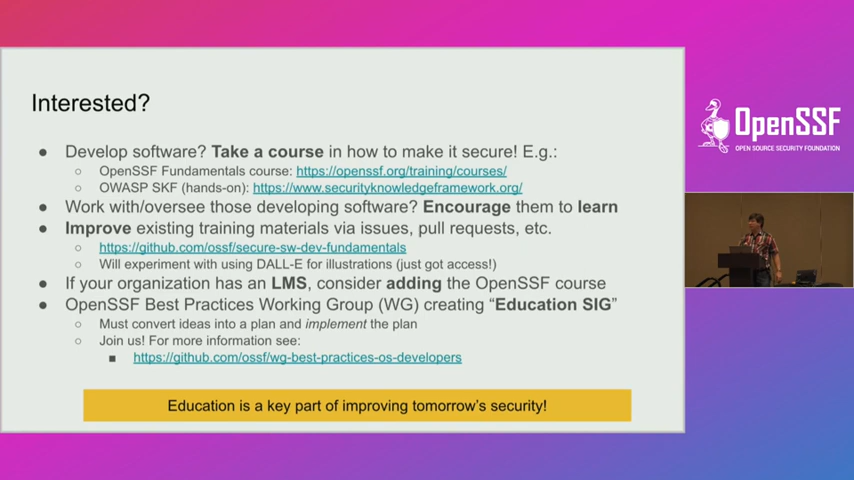 Interested?
● Develop software? Take a course in how to make it secure! E.g.:
○ OpenSSF Fundamentals course: https://openssf.org/training/courses/
○ OWASP SKF (hands-on): https://www.securityknowledgeframework.org/
● Work with/oversee those developing software? Encourage them to learn
● Improve existing training materials via issues, pull requests, etc.
○ https://github.com/ossf/secure-sw-dev-fundamentals
○ Will experiment with using DALL-E for illustrations (just got access!)
● If your organization has an LMS, consider adding the OpenSSF course
● OpenSSF Best Practices Working Group (WG) creating “Education SIG”
○ Must convert ideas into a plan and implement the plan
○ Join us! For more information see:
■ https://github.com/ossf/wg-best-practices-os-developers
Education is a key part of improving tomorrow’s security!
OpenSSF
OPEN SOURCE SECURITY FOUNDATION